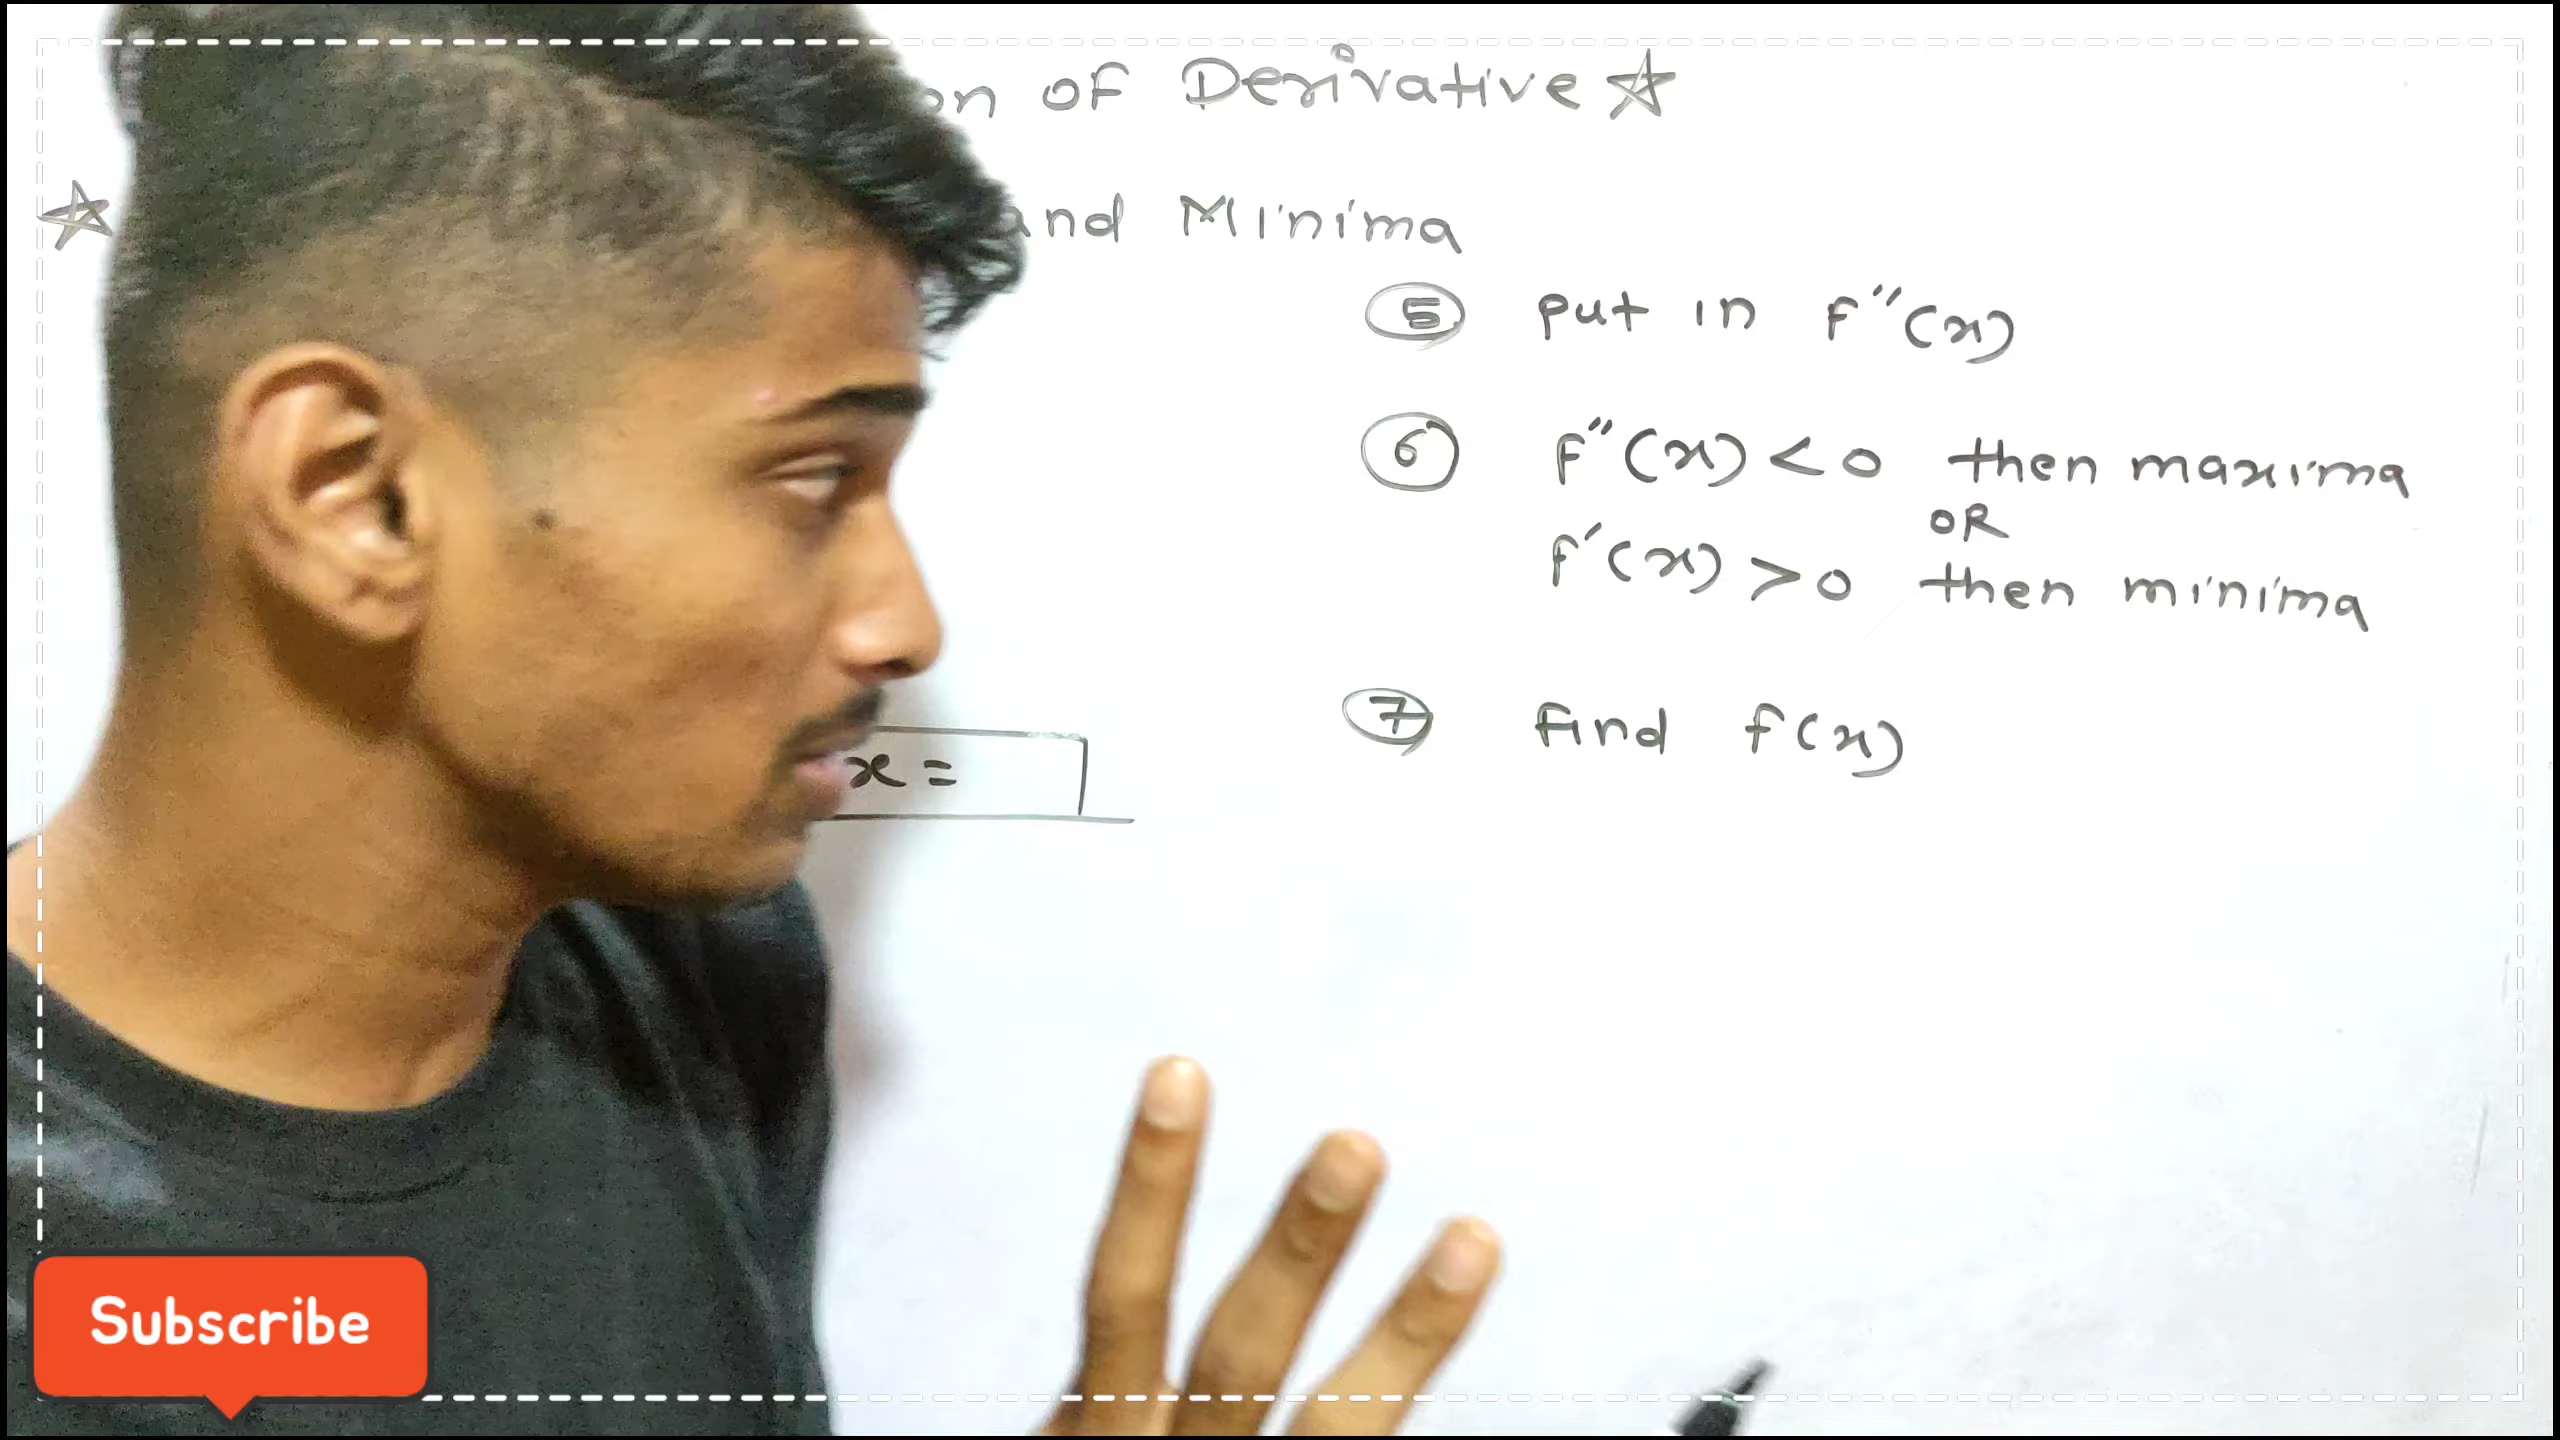 on OF Derivative ☆
☆ and Minima
⑤ put in F"(x)
⑥ F"(x) < 0 then maxima
OR
F'(x) > 0 then minima
⑦ find f(x)
x =
Subscribe